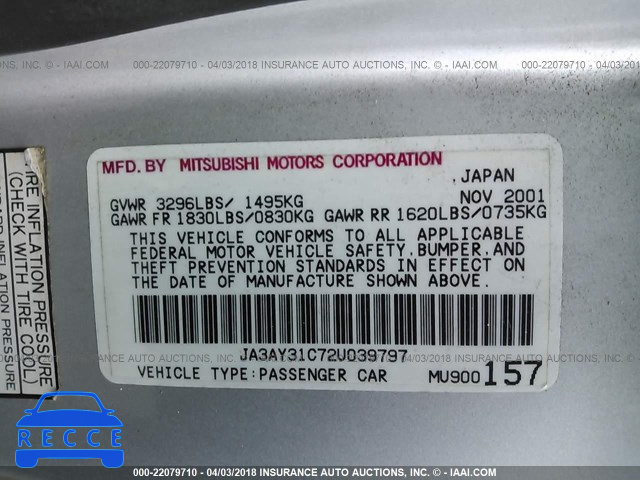 000-22079710 - 04/03/2018 INSURANCE AUTO AUCTIONS, INC. - © WWW.IAAI.COM
MFD. BY MITSUBISHI MOTORS CORPORATION
JAPAN
GVWR 3296LBS/ 1495KG NOV 2001
GAWR FR 1830LBS/0830KG GAWR RR 1620LBS/0735KG
THIS VEHICLE CONFORMS TO ALL APPLICABLE
FEDERAL MOTOR VEHICLE SAFETY, BUMPER, AND
THEFT PREVENTION STANDARDS IN EFFECT ON
THE DATE OF MANUFACTURE SHOWN ABOVE.
JA3AY31C72U039797
VEHICLE TYPE:PASSENGER CAR MU900157
INFLATION PRESSURE
(CHECK WITH TIRE COOL)
INFLATION PRESSURE
RECCE
000-22079710 - 04/03/2018 INSURANCE AUTO AUCTIONS, INC. - © WWW.IAAI.COM